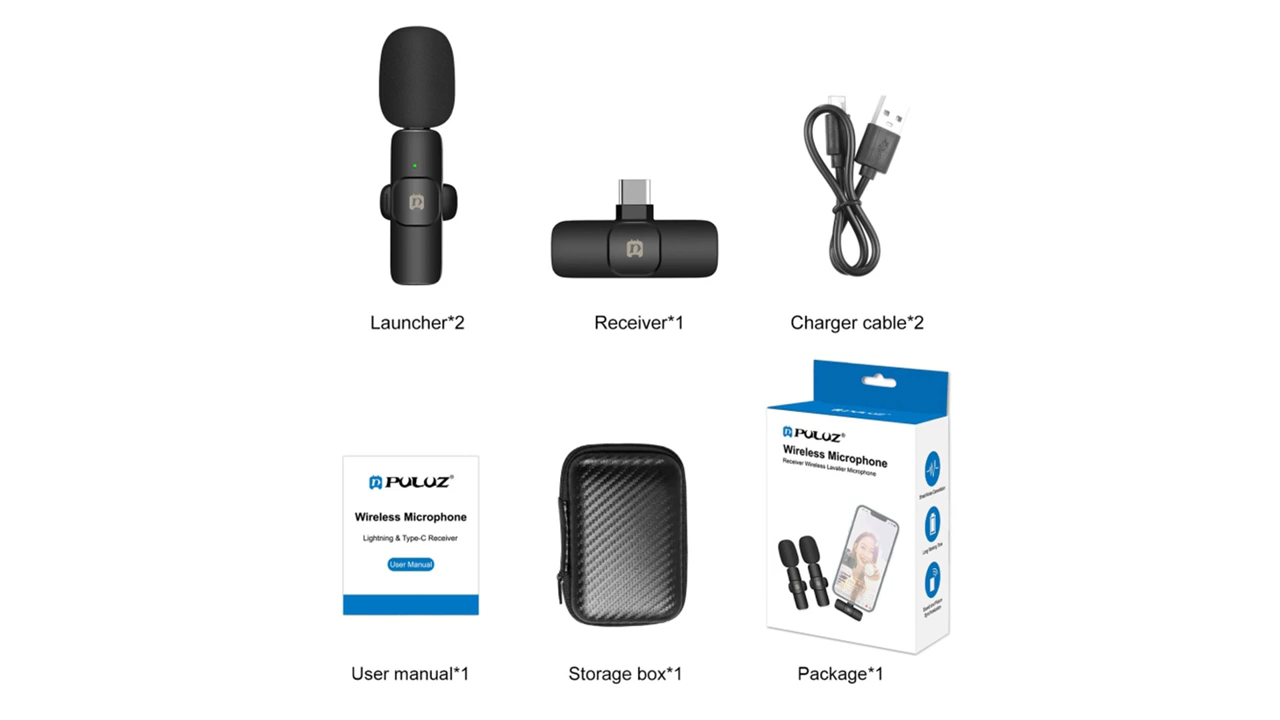 Launcher*2
Receiver*1
Charger cable*2
PULUZ®
Wireless Microphone
Lightning & Type-C Receiver
User Manual
PULUZ®
Wireless Microphone
Receiver Wireless Lavalier Microphone
User manual*1
Storage box*1
Package*1